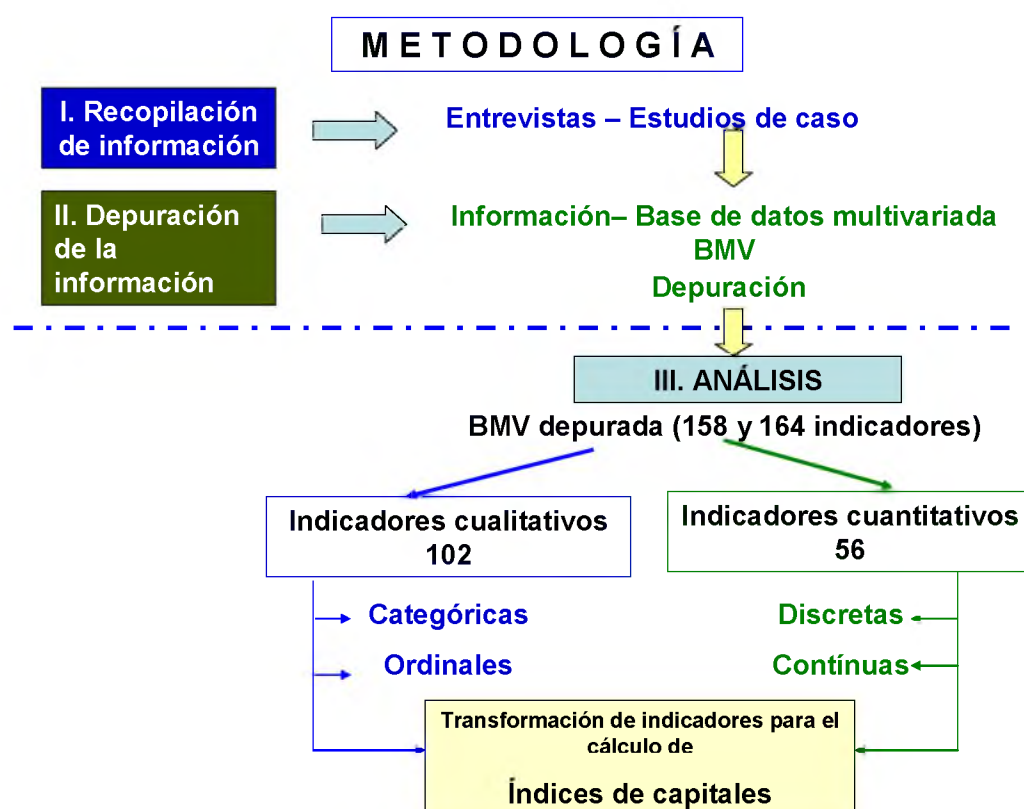 METODOLOGÍA
I. Recopilación
de información
Entrevistas – Estudios de caso
II. Depuración
de la
información
Información– Base de datos multivariada
BMV
Depuración
III. ANÁLISIS
BMV depurada (158 y 164 indicadores)
Indicadores cualitativos
102
Indicadores cuantitativos
56
Categóricas
Ordinales
Discretas
Contínuas
Transformación de indicadores para el
cálculo de
Índices de capitales